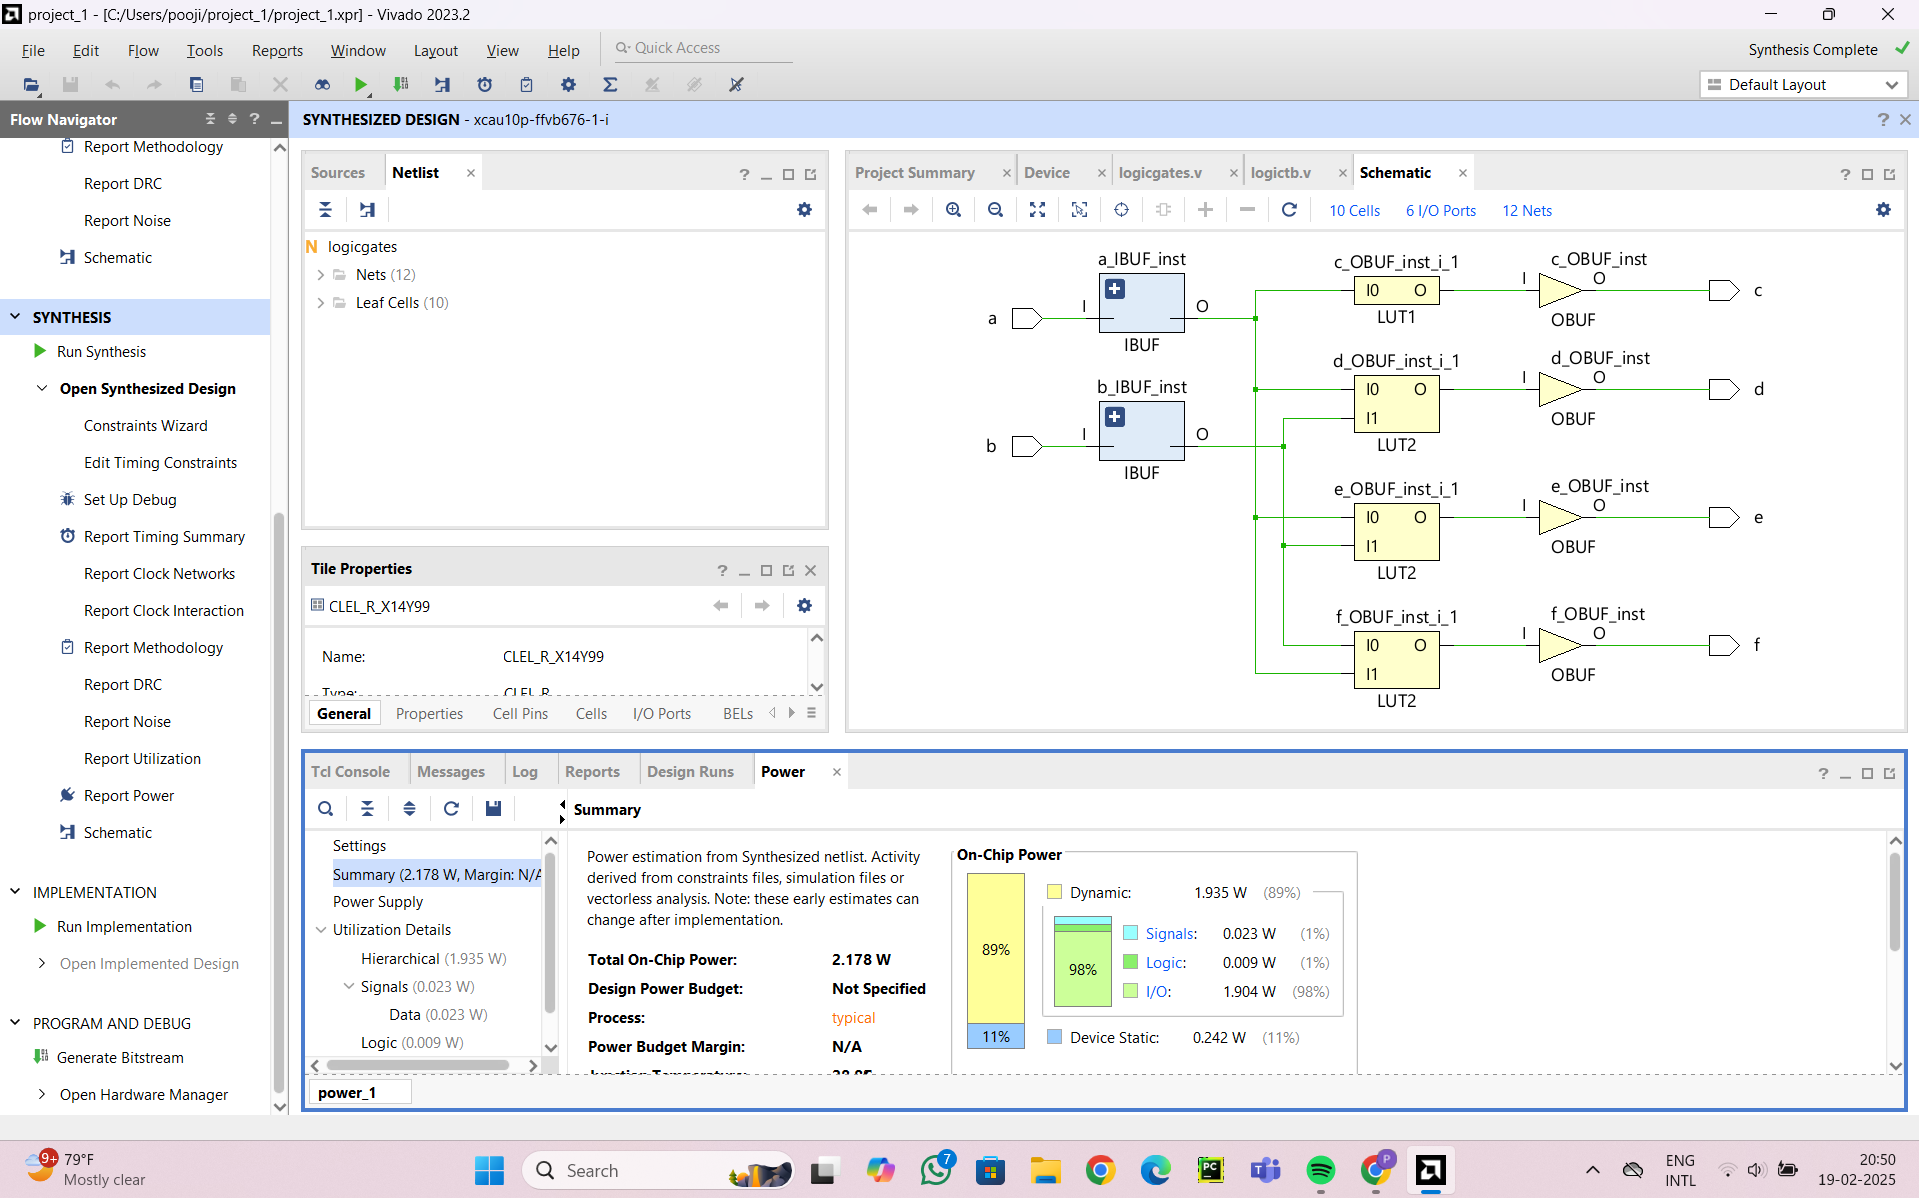 project_1 - [C:/Users/pooji/project_1/project_1.xpr] - Vivado 2023.2
File Edit Flow Tools Reports Window Layout View Help Quick Access
Synthesis Complete
Default Layout
Flow Navigator
Report Methodology
Report DRC
Report Noise
Schematic
SYNTHESIS
Run Synthesis
Open Synthesized Design
Constraints Wizard
Edit Timing Constraints
Set Up Debug
Report Timing Summary
Report Clock Networks
Report Clock Interaction
Report Methodology
Report DRC
Report Noise
Report Utilization
Report Power
Schematic
IMPLEMENTATION
Run Implementation
Open Implemented Design
PROGRAM AND DEBUG
Generate Bitstream
Open Hardware Manager
SYNTHESIZED DESIGN - xcau10p-ffvb676-1-i
Sources Netlist
logicgates
Nets (12)
Leaf Cells (10)
Tile Properties
CLEL_R_X14Y99
Name: CLEL_R_X14Y99
Type: CLEL_R
General Properties Cell Pins Cells I/O Ports BELs
Project Summary Device logicgates.v logictb.v Schematic
10 Cells 6 I/O Ports 12 Nets
a_IBUF_inst
a I O
IBUF
b_IBUF_inst
b I O
IBUF
c_OBUF_inst_i_1
I0 O
LUT1
c_OBUF_inst
I O
OBUF
c
d_OBUF_inst_i_1
I0 O
I1
LUT2
d_OBUF_inst
I O
OBUF
d
e_OBUF_inst_i_1
I0 O
I1
LUT2
e_OBUF_inst
I O
OBUF
e
f_OBUF_inst_i_1
I0 O
I1
LUT2
f_OBUF_inst
I O
OBUF
f
Tcl Console Messages Log Reports Design Runs Power
Settings
Summary (2.178 W, Margin: N/A
Power Supply
Utilization Details
Hierarchical (1.935 W)
Signals (0.023 W)
Data (0.023 W)
Logic (0.009 W)
power_1
Summary
Power estimation from Synthesized netlist. Activity
derived from constraints files, simulation files or
vectorless analysis. Note: these early estimates can
change after implementation.
Total On-Chip Power: 2.178 W
Design Power Budget: Not Specified
Process: typical
Power Budget Margin: N/A
Junction Temperature:
On-Chip Power
89%
11%
Dynamic: 1.935 W (89%)
98%
Signals: 0.023 W (1%)
Logic: 0.009 W (1%)
I/O: 1.904 W (98%)
Device Static: 0.242 W (11%)
9+
79°F
Mostly clear
Search
7
PC
P
ENG
INTL
20:50
19-02-2025